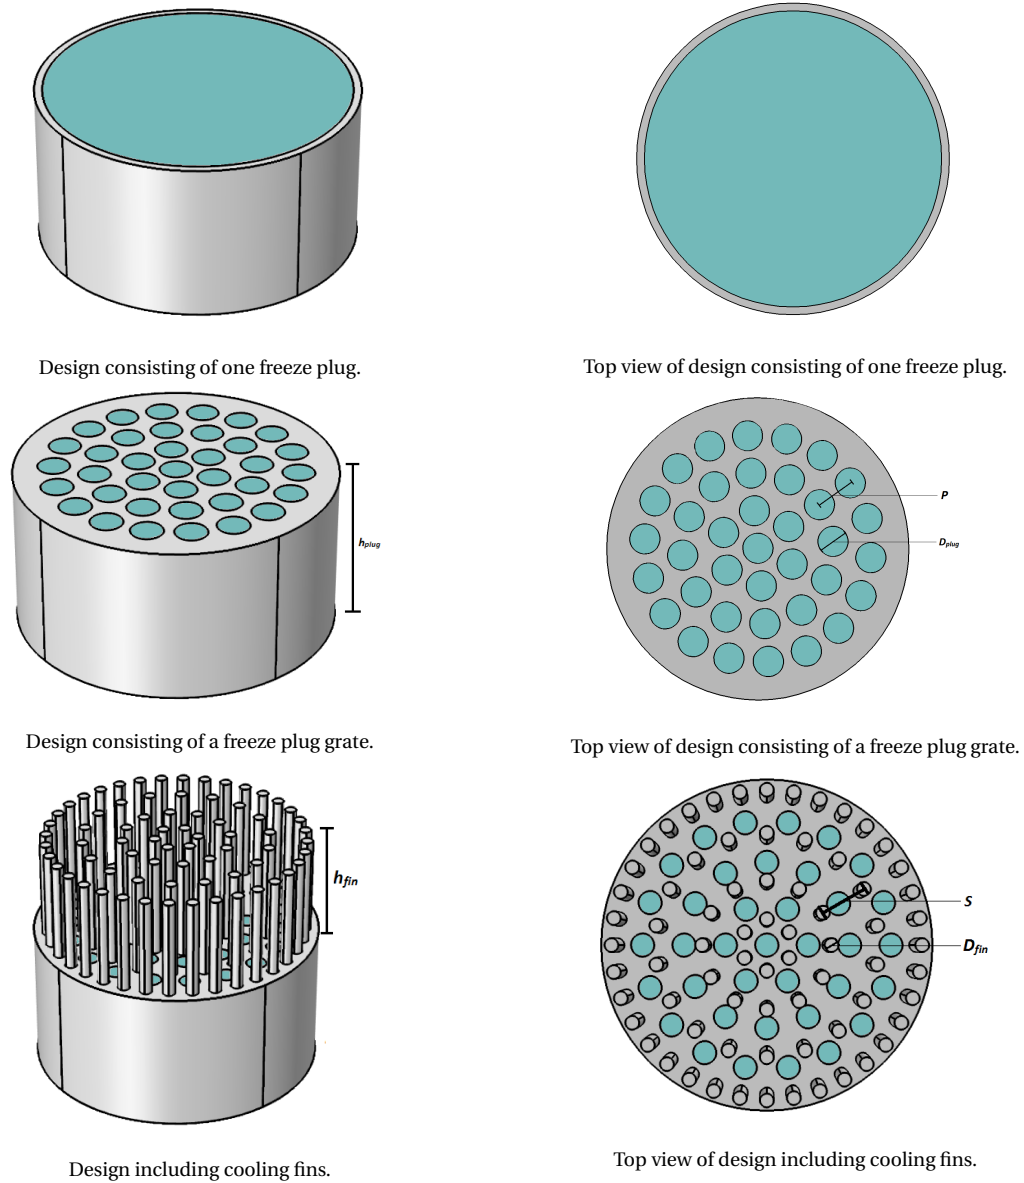 Design consisting of one freeze plug.
Top view of design consisting of one freeze plug.
hplug
P
Dplug
Design consisting of a freeze plug grate.
Top view of design consisting of a freeze plug grate.
hfin
S
Dfin
Design including cooling fins.
Top view of design including cooling fins.